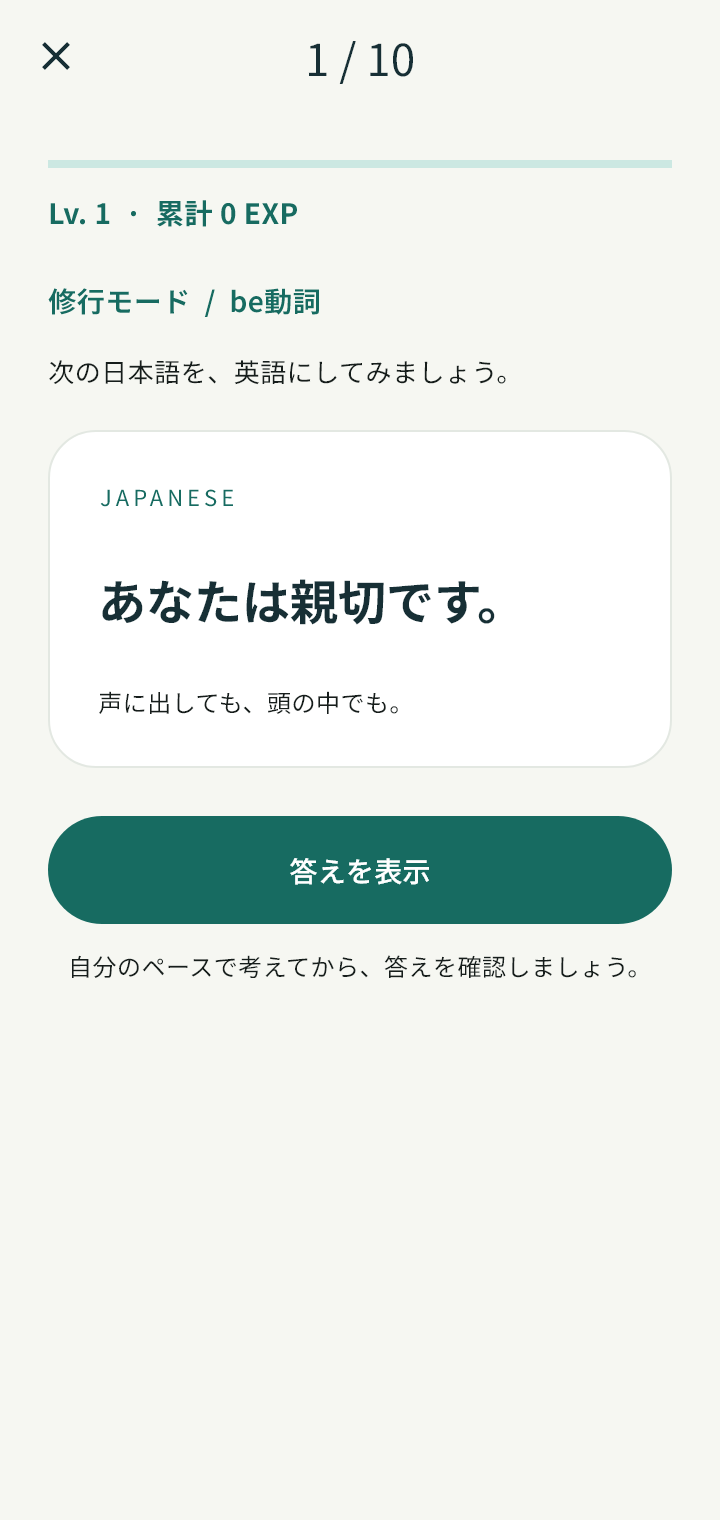 1 / 10
Lv. 1 · 累計 0 EXP
修行モード / be動詞
次の日本語を、英語にしてみましょう。
JAPANESE
あなたは親切です。
声に出しても、頭の中でも。
答えを表示
自分のペースで考えてから、答えを確認しましょう。